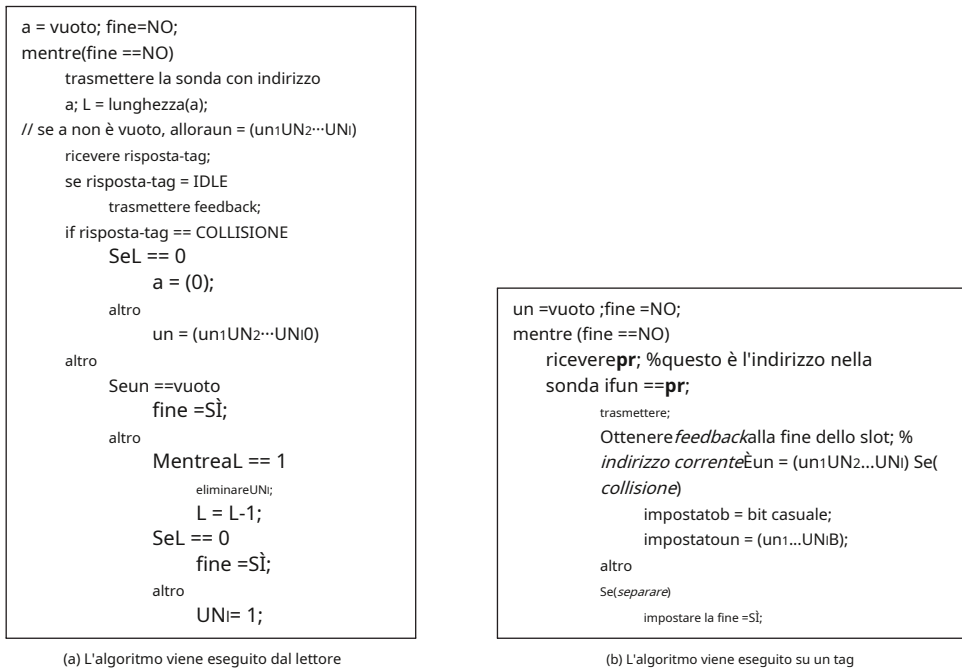 a = vuoto; fine=NO;
mentre(fine ==NO)
trasmettere la sonda con indirizzo
a; L = lunghezza(a);
// se a non è vuoto, alloraun = (un1UN2···UNl)
ricevere risposta-tag;
se risposta-tag = IDLE
trasmettere feedback;
if risposta-tag == COLLISIONE
SeL == 0
a = (0);
altro
un = (un1UN2···UNl0)
altro
Seun ==vuoto
fine =SÌ;
altro
MentreaL == 1
eliminareUNl;
L = L-1;
SeL == 0
fine =SÌ;
altro
UNl= 1;
(a) L'algoritmo viene eseguito dal lettore
un =vuoto ;fine =NO;
mentre (fine ==NO)
riceverepr; %questo è l'indirizzo nella
sonda ifun ==pr;
trasmettere;
Ottenerefeedbackalla fine dello slot; %
indirizzo correnteÈun = (un1UN2...UNl) Se(
collisione)
impostatob = bit casuale;
impostatoun = (un1...UNlB);
altro
Se(separare)
impostare la fine =SÌ;
(b) L'algoritmo viene eseguito su un tag